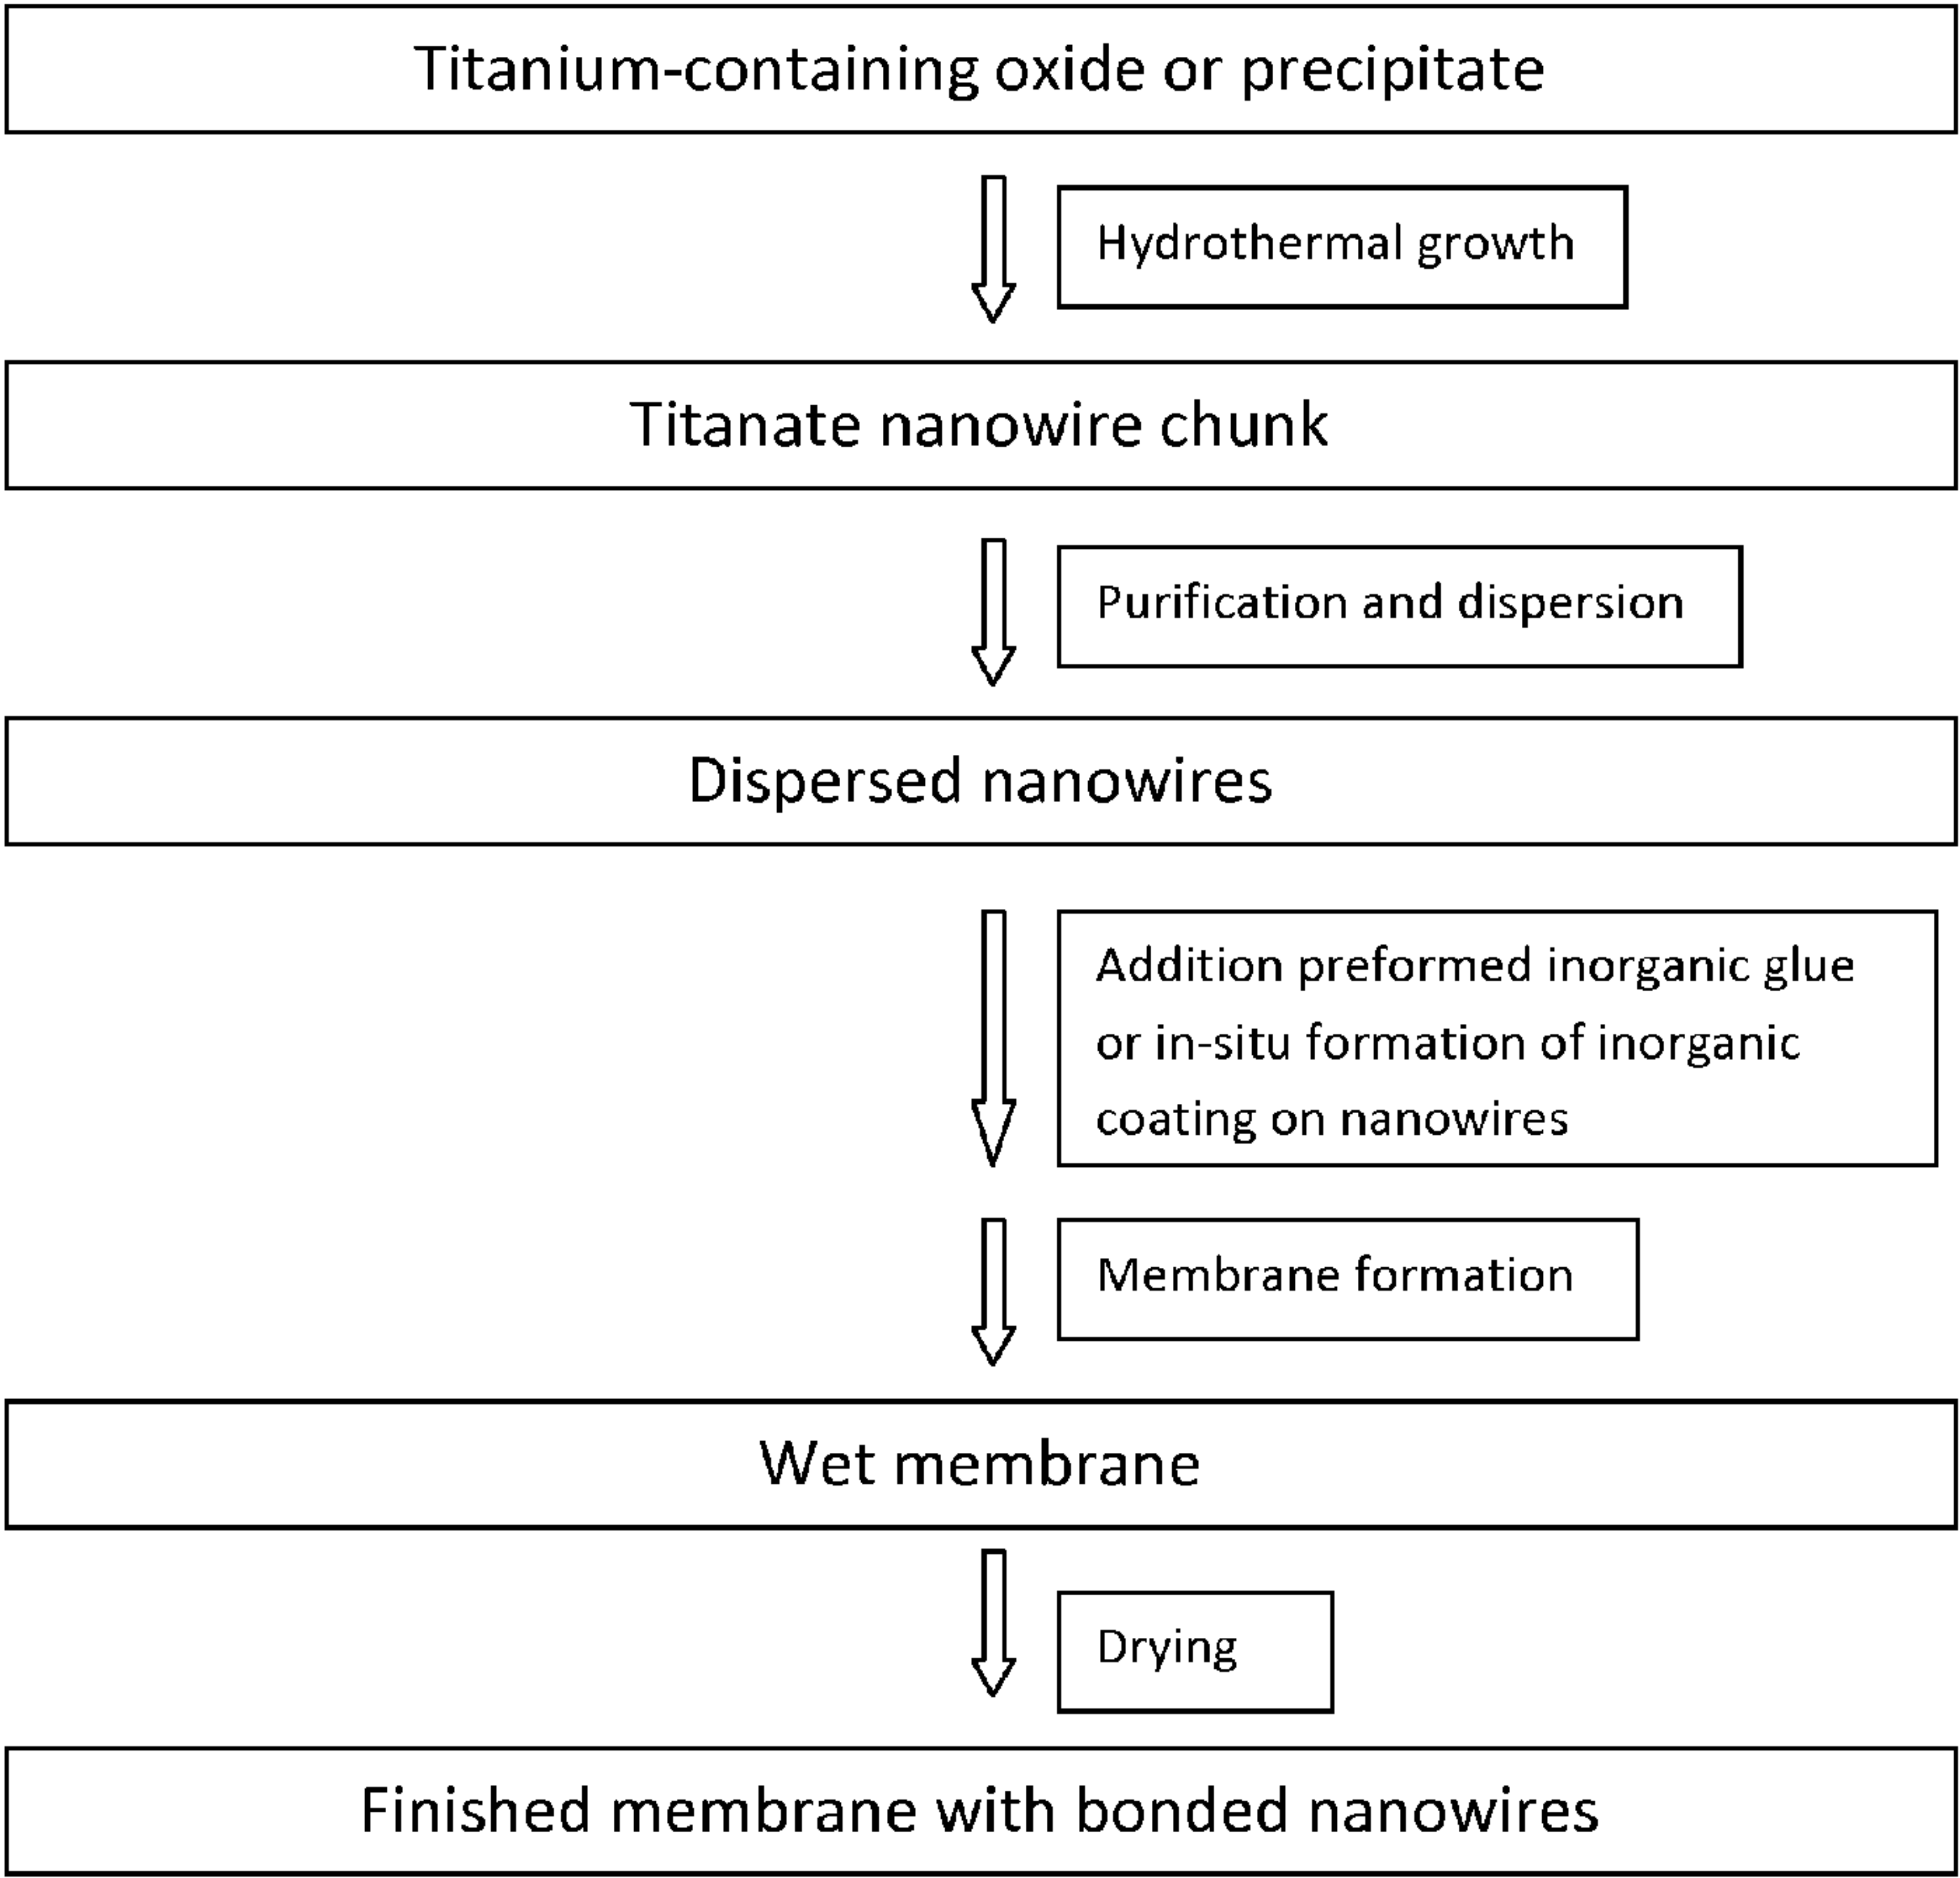 Titanium-containing oxide or precipitate
Hydrothermal growth
Titanate nanowire chunk
Purification and dispersion
Dispersed nanowires
Addition preformed inorganic glue
or in-situ formation of inorganic
coating on nanowires
Membrane formation
Wet membrane
Drying
Finished membrane with bonded nanowires